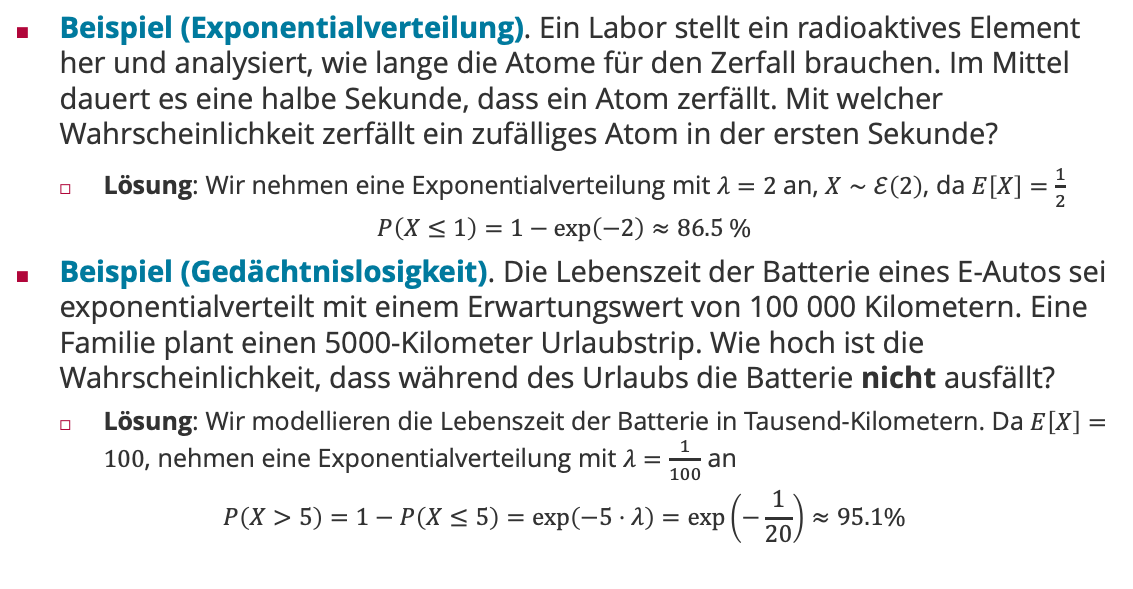 ▪ Beispiel (Exponentialverteilung). Ein Labor stellt ein radioaktives Element
her und analysiert, wie lange die Atome für den Zerfall brauchen. Im Mittel
dauert es eine halbe Sekunde, dass ein Atom zerfällt. Mit welcher
Wahrscheinlichkeit zerfällt ein zufälliges Atom in der ersten Sekunde?
▫ Lösung: Wir nehmen eine Exponentialverteilung mit λ = 2 an, X ~ ℰ(2), da E[X] = 1/2
P(X ≤ 1) = 1 − exp(−2) ≈ 86.5 %
▪ Beispiel (Gedächtnislosigkeit). Die Lebenszeit der Batterie eines E-Autos sei
exponentialverteilt mit einem Erwartungswert von 100 000 Kilometern. Eine
Familie plant einen 5000-Kilometer Urlaubstrip. Wie hoch ist die
Wahrscheinlichkeit, dass während des Urlaubs die Batterie nicht ausfällt?
▫ Lösung: Wir modellieren die Lebenszeit der Batterie in Tausend-Kilometern. Da E[X] =
100, nehmen eine Exponentialverteilung mit λ = 1/100 an
P(X > 5) = 1 − P(X ≤ 5) = exp(−5 · λ) = exp(−1/20) ≈ 95.1%